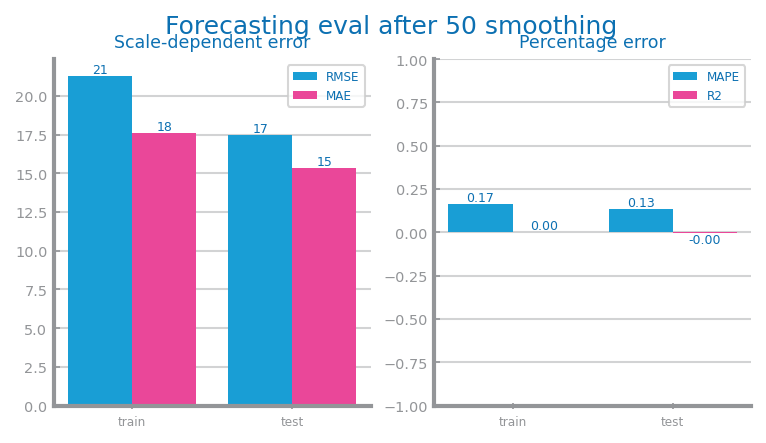 Forecasting eval after 50 smoothing
Scale-dependent error
RMSE
MAE
21
18
17
15
20.0
17.5
15.0
12.5
10.0
7.5
5.0
2.5
0.0
train
test
Percentage error
MAPE
R2
1.00
0.75
0.50
0.25
0.00
−0.25
−0.50
−0.75
−1.00
0.17
0.00
0.13
-0.00
train
test